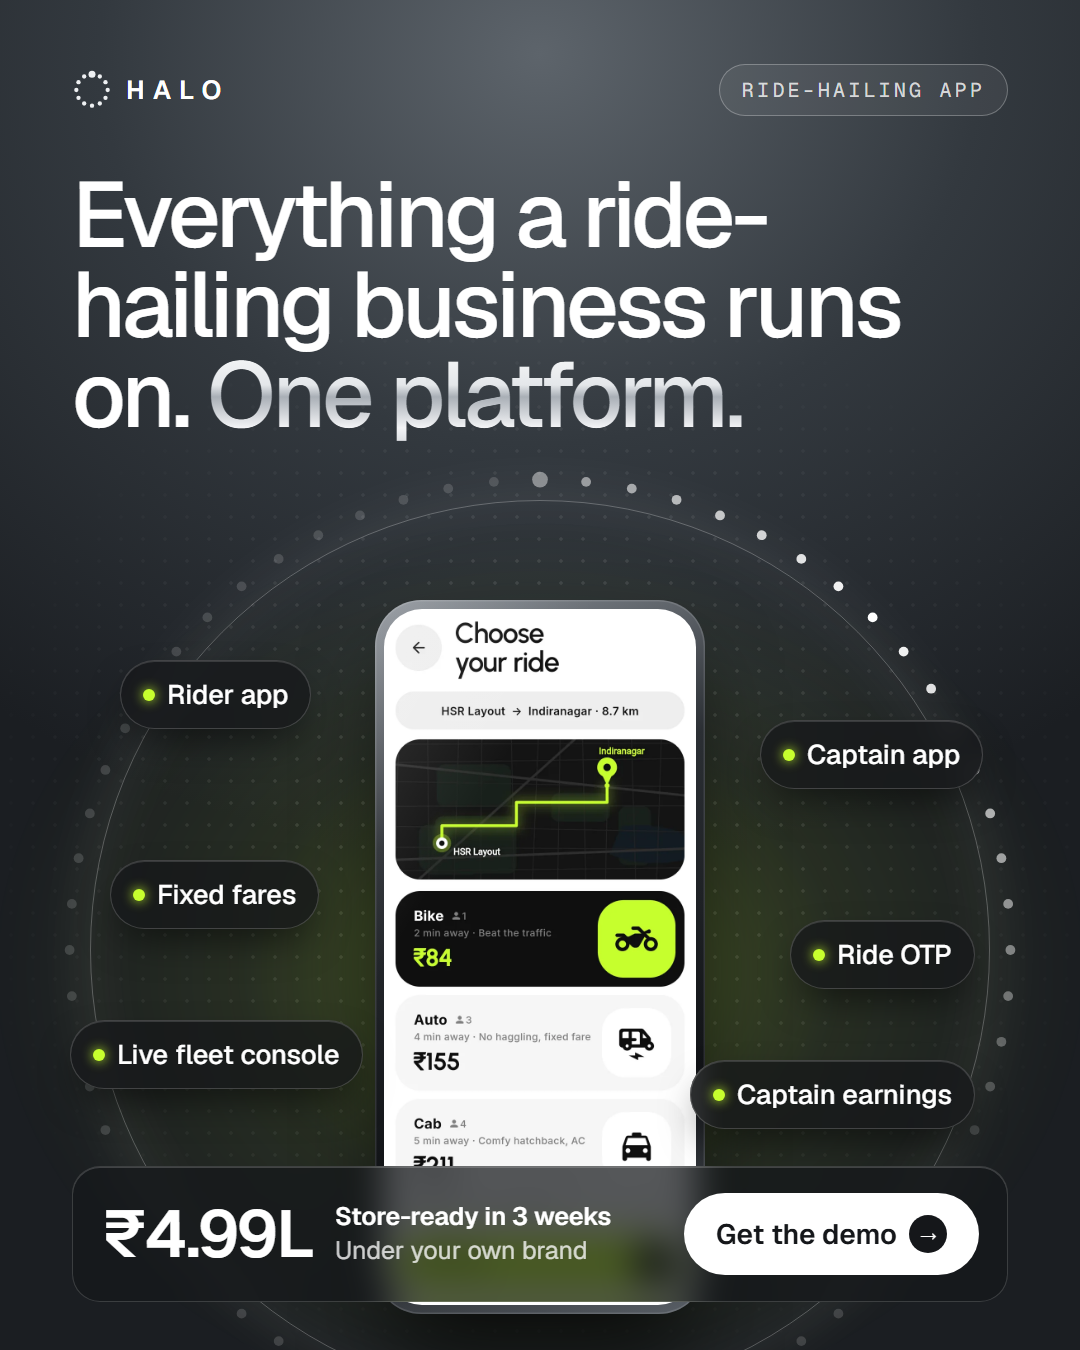 HALO
RIDE-HAILING APP
Everything a ride-
hailing business runs
on. One platform.
Choose
your ride
HSR Layout → Indiranagar · 8.7 km
Indiranagar
HSR Layout
Rider app
Captain app
Fixed fares
Ride OTP
Live fleet console
Captain earnings
Bike 1
2 min away · Beat the traffic
₹84
Auto 3
4 min away · No haggling, fixed fare
₹155
Cab 4
5 min away · Comfy hatchback, AC
₹211
₹4.99L
Store-ready in 3 weeks
Under your own brand
Get the demo →